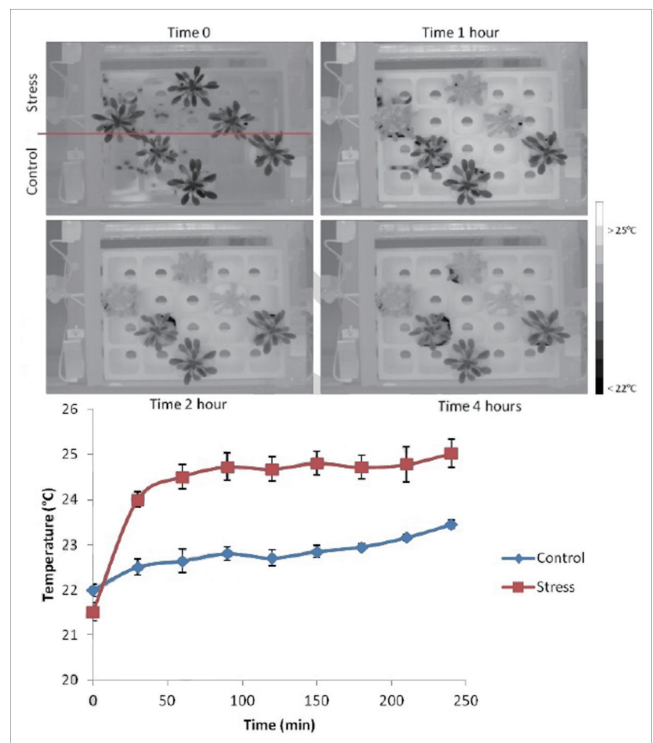 Time 0
Time 1 hour
Stress
Control
>25℃
<22℃
Time 2 hour
Time 4 hours
26
25
24
23
22
21
20
Temperature (°C)
0
50
100
150
200
250
Time (min)
Control
Stress